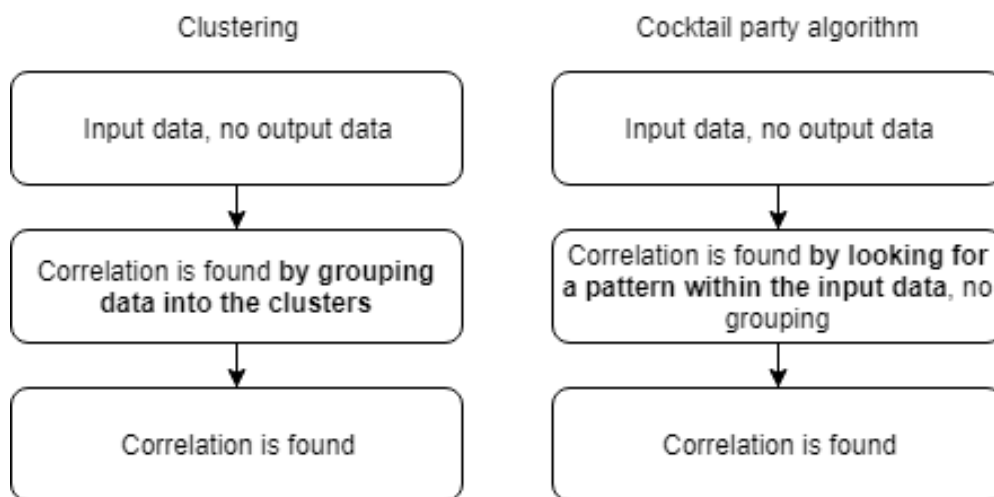 Clustering
Input data, no output data
Correlation is found by grouping
data into the clusters
Correlation is found
Cocktail party algorithm
Input data, no output data
Correlation is found by looking for
a pattern within the input data, no
grouping
Correlation is found